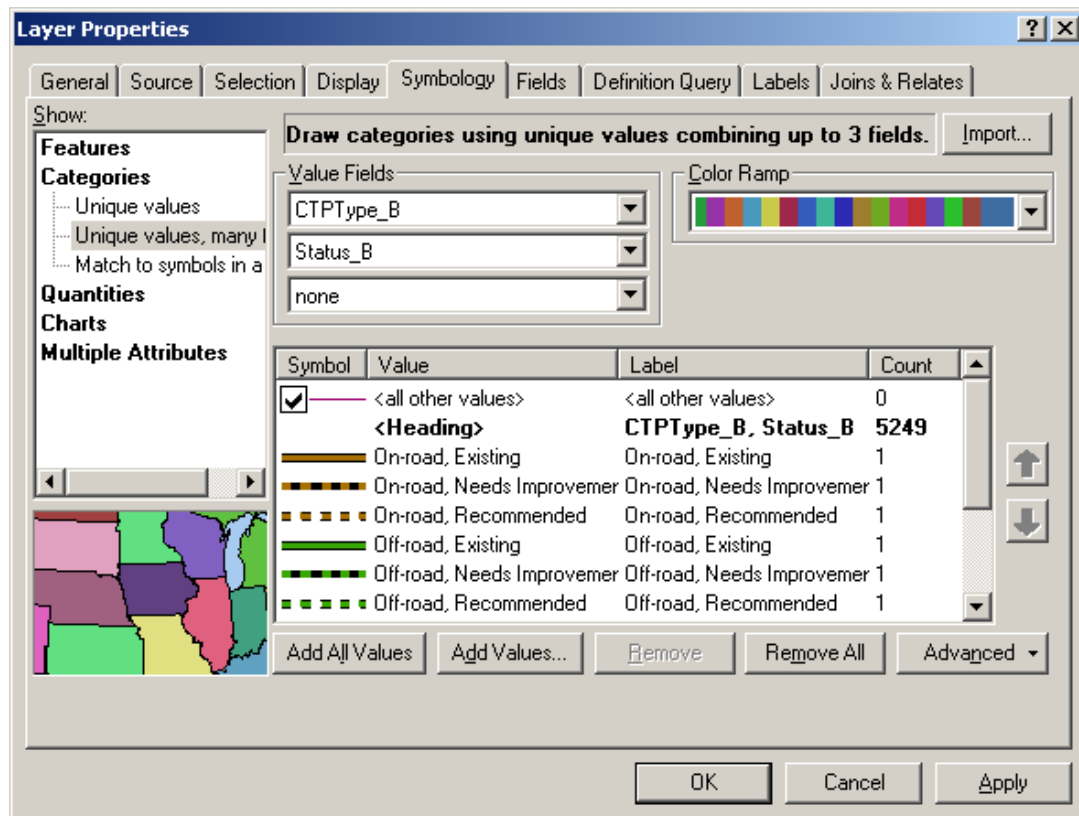 Layer Properties
General Source Selection Display Symbology Fields Definition Query Labels Joins & Relates
Show:
Features
Categories
Unique values
Unique values, many
Match to symbols in a
Quantities
Charts
Multiple Attributes
Draw categories using unique values combining up to 3 fields.
Import...
Value Fields
CTPType_B
Status_B
none
Color Ramp
Symbol Value Label Count
<all other values> <all other values> 0
<Heading> CTPType_B, Status_B 5249
On-road, Existing On-road, Existing 1
On-road, Needs Improvemer On-road, Needs Improvemer 1
On-road, Recommended On-road, Recommended 1
Off-road, Existing Off-road, Existing 1
Off-road, Needs Improvemer Off-road, Needs Improvemer 1
Off-road, Recommended Off-road, Recommended 1
Add All Values Add Values... Remove Remove All Advanced
OK Cancel Apply